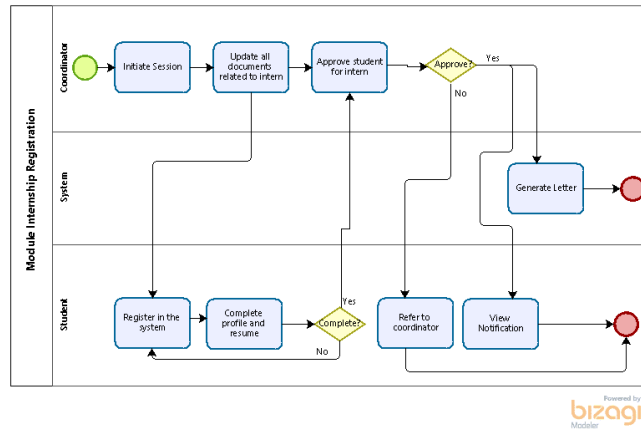 Module Internship Registration
Coordinator
Initiate Session
Update all
documents
related to intern
Approve student
for intern
Approve?
Yes
No
System
Generate Letter
Student
Register in the
system
Complete
profile and
resume
Complete?
Yes
No
Refer to
coordinator
View
Notification
Powered by
bizagi
Modeler